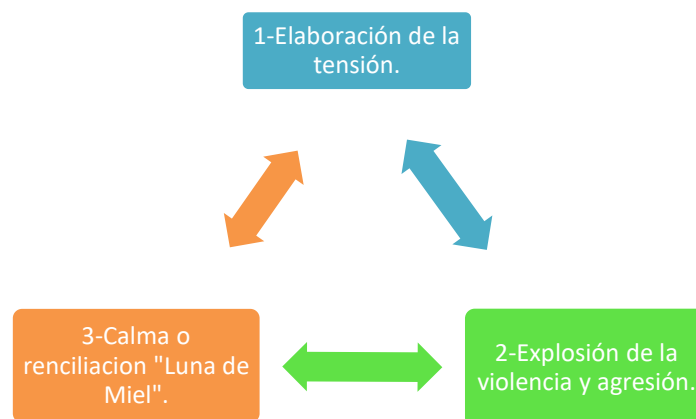 1-Elaboración de la
tensión.
3-Calma o
renciliacion "Luna de
Miel".
2-Explosión de la
violencia y agresión.